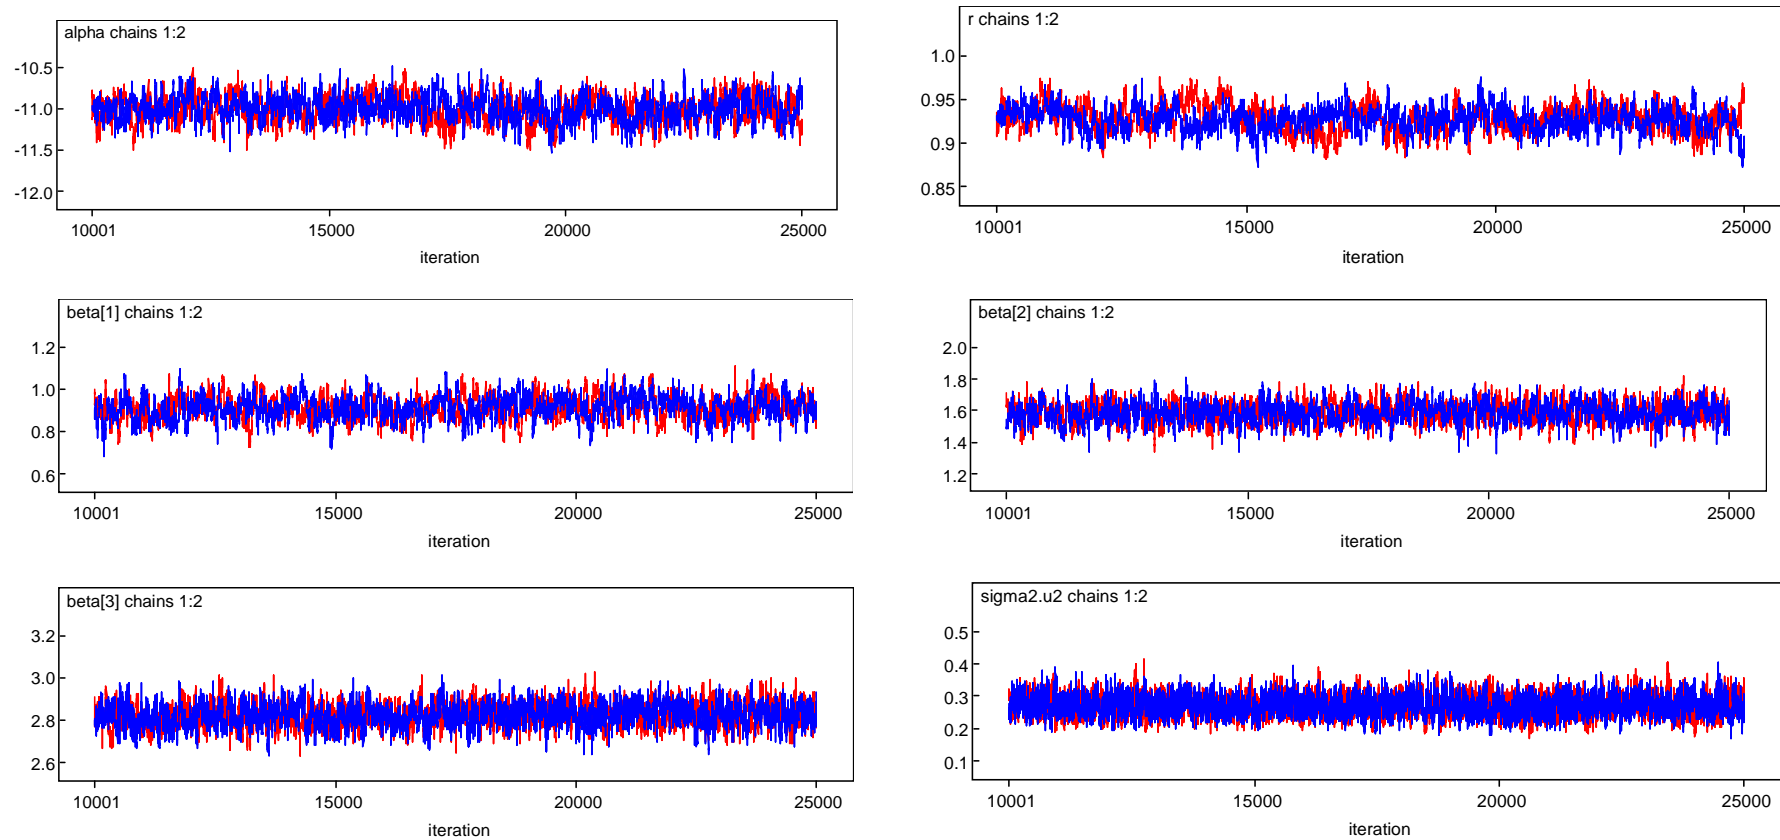 alpha chains 1:2
-10.5
-11.0
-11.5
-12.0
10001 15000 20000 25000
iteration
r chains 1:2
1.0
0.95
0.9
0.85
10001 15000 20000 25000
iteration
beta[1] chains 1:2
1.2
1.0
0.8
0.6
10001 15000 20000 25000
iteration
beta[2] chains 1:2
2.0
1.8
1.6
1.4
1.2
10001 15000 20000 25000
iteration
beta[3] chains 1:2
3.2
3.0
2.8
2.6
10001 15000 20000 25000
iteration
sigma2.u2 chains 1:2
0.5
0.4
0.3
0.2
0.1
10001 15000 20000 25000
iteration